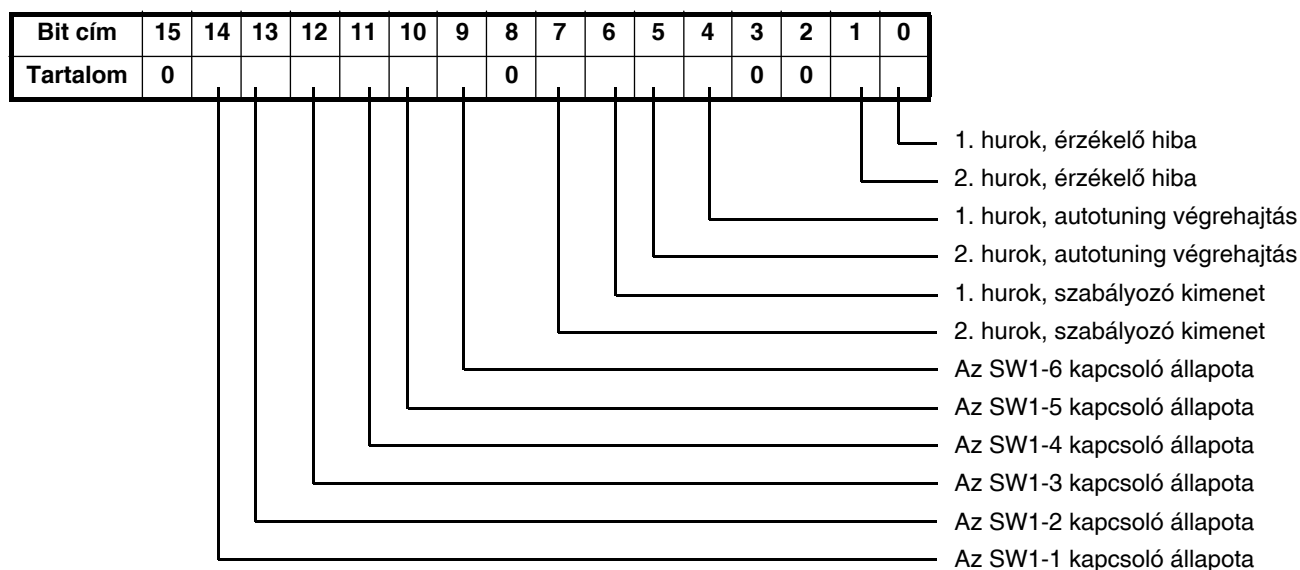 Bit cím 15 14 13 12 11 10 9 8 7 6 5 4 3 2 1 0
Tartalom 0 0 0 0
1. hurok, érzékelő hiba
2. hurok, érzékelő hiba
1. hurok, autotuning végrehajtás
2. hurok, autotuning végrehajtás
1. hurok, szabályozó kimenet
2. hurok, szabályozó kimenet
Az SW1-6 kapcsoló állapota
Az SW1-5 kapcsoló állapota
Az SW1-4 kapcsoló állapota
Az SW1-3 kapcsoló állapota
Az SW1-2 kapcsoló állapota
Az SW1-1 kapcsoló állapota